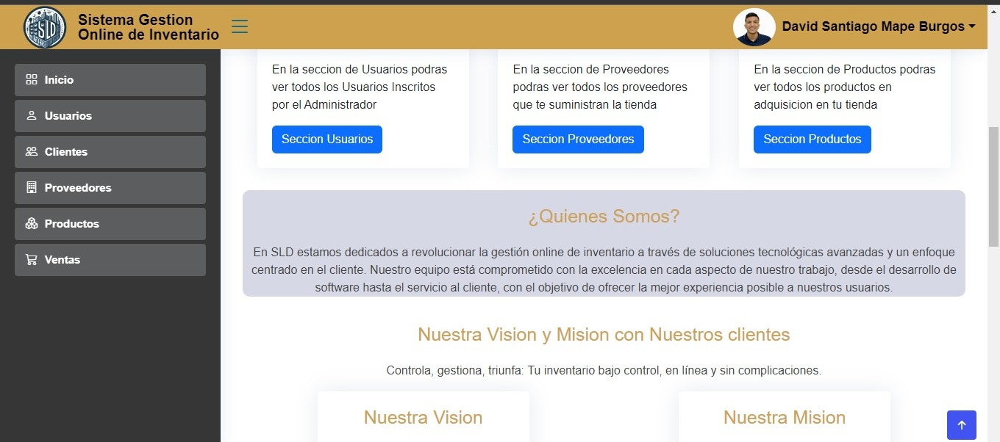 SLD
Sistema Gestion
Online de Inventario
David Santiago Mape Burgos
Inicio
Usuarios
Clientes
Proveedores
Productos
Ventas
En la seccion de Usuarios podras
ver todos los Usuarios Inscritos
por el Administrador
Seccion Usuarios
En la seccion de Proveedores
podras ver todos los proveedores
que te suministran la tienda
Seccion Proveedores
En la seccion de Productos podras
ver todos los productos en
adquisicion en tu tienda
Seccion Productos
¿Quienes Somos?
En SLD estamos dedicados a revolucionar la gestión online de inventario a través de soluciones tecnológicas avanzadas y un enfoque
centrado en el cliente. Nuestro equipo está comprometido con la excelencia en cada aspecto de nuestro trabajo, desde el desarrollo de
software hasta el servicio al cliente, con el objetivo de ofrecer la mejor experiencia posible a nuestros usuarios.
Nuestra Vision y Mision con Nuestros clientes
Controla, gestiona, triunfa: Tu inventario bajo control, en línea y sin complicaciones.
Nuestra Vision
Nuestra Mision